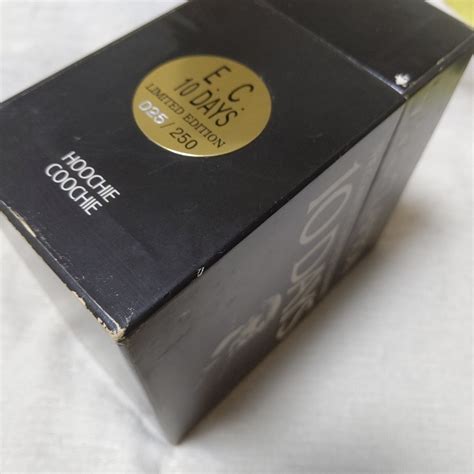 E. C.
10 DAYS
LIMITED EDITION
025 / 250
HOOCHIE
COOCHIE
10 DAYS